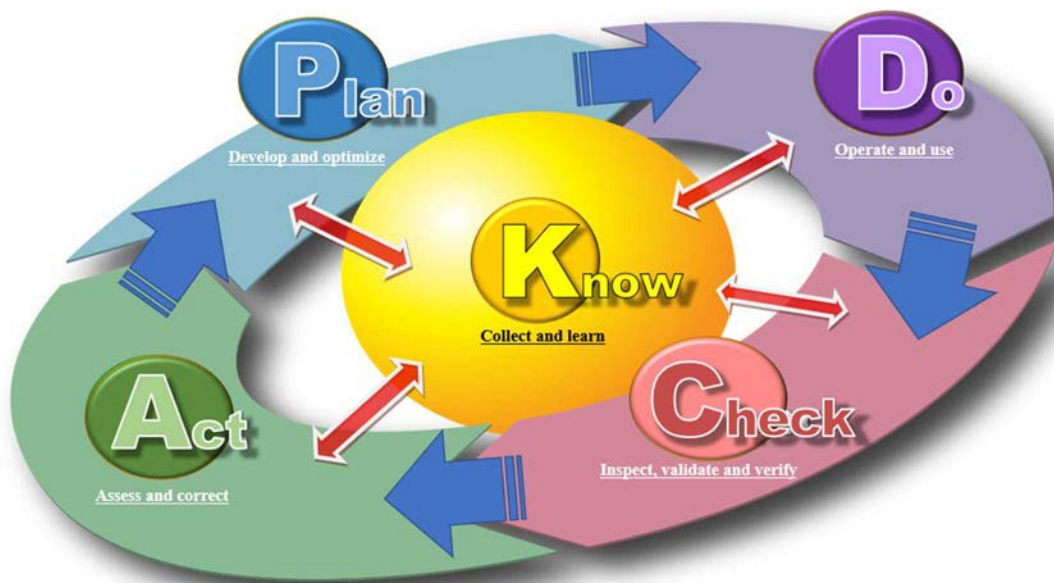 Plan
Develop and optimize
Do
Operate and use
Know
Collect and learn
Check
Inspect, validate and verify
Act
Assess and correct